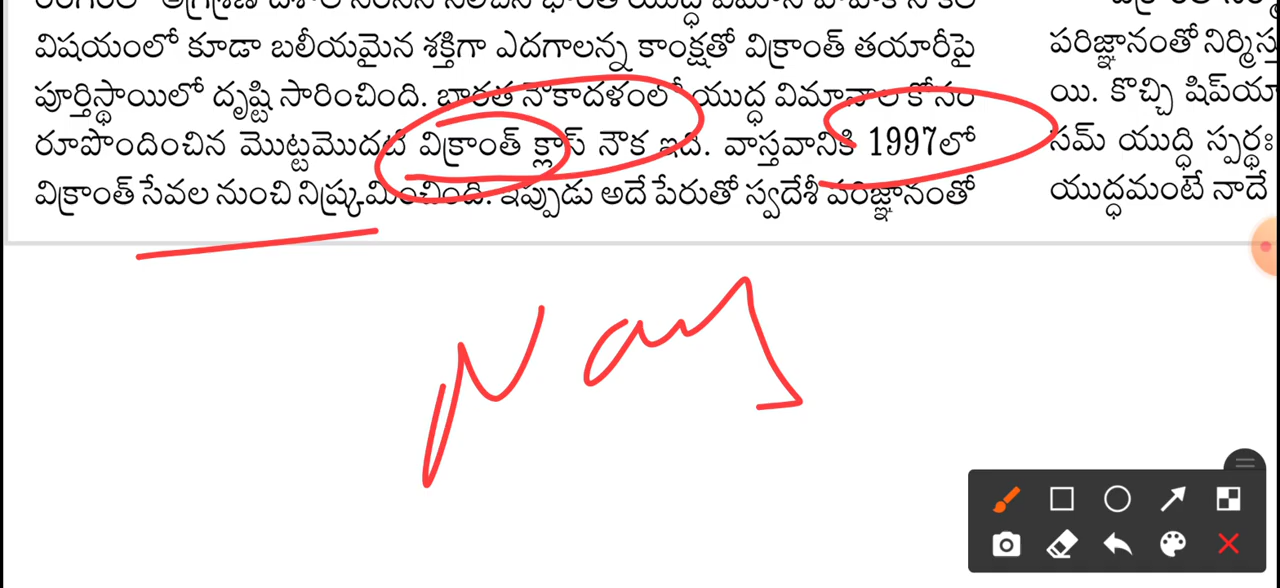 విషయంలో కూడా బలీయమైన శక్తిగా ఎదగాలన్న కాంక్షతో విక్రాంత్ తయారీపై
పూర్తిస్థాయిలో దృష్టి సారించింది. భారత నౌకాదళంలో యుద్ధ విమానాల కోసం
రూపొందించిన మొట్టమొదటి విక్రాంత్ క్లాస్ నౌక ఇది. వాస్తవానికి 1997లో
విక్రాంత్ సేవల నుంచి నిష్క్రమించింది. ఇప్పుడు అదే పేరుతో స్వదేశీ పరిజ్ఞానంతో
పరిజ్ఞానంతో నిర్మిస్త
యి. కొచ్చి షిప్‌యా
సమ్ యుద్ధి స్పర్థః
యుద్ధమంటే నాదే
Navy